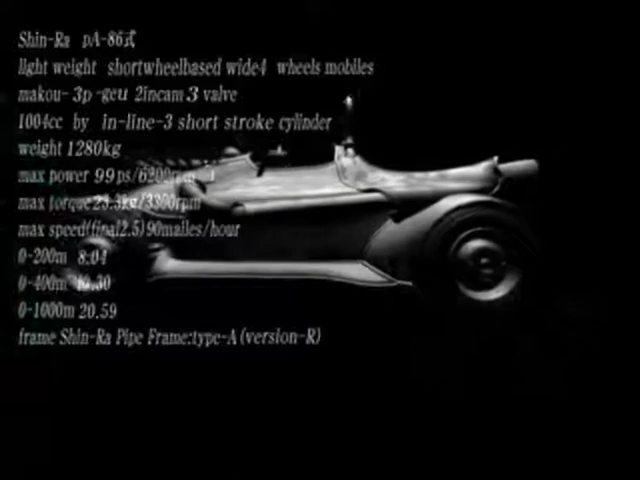 Shin-Ra pA-86式
light weight shortwheelbased wide4 wheels mobiles
makou-3p-geu 2incam 3 valve
1004cc by in-line-3 short stroke cylinder
weight 1280kg
max power 99ps/6200rpm
max torque 23.3kg/3300rpm
max speed(final2.5)90mailes/hour
0-200m 8.04
0-400m
0-1000m 20.59
frame Shin-Ra Pipe Frame:type-A (version-R)